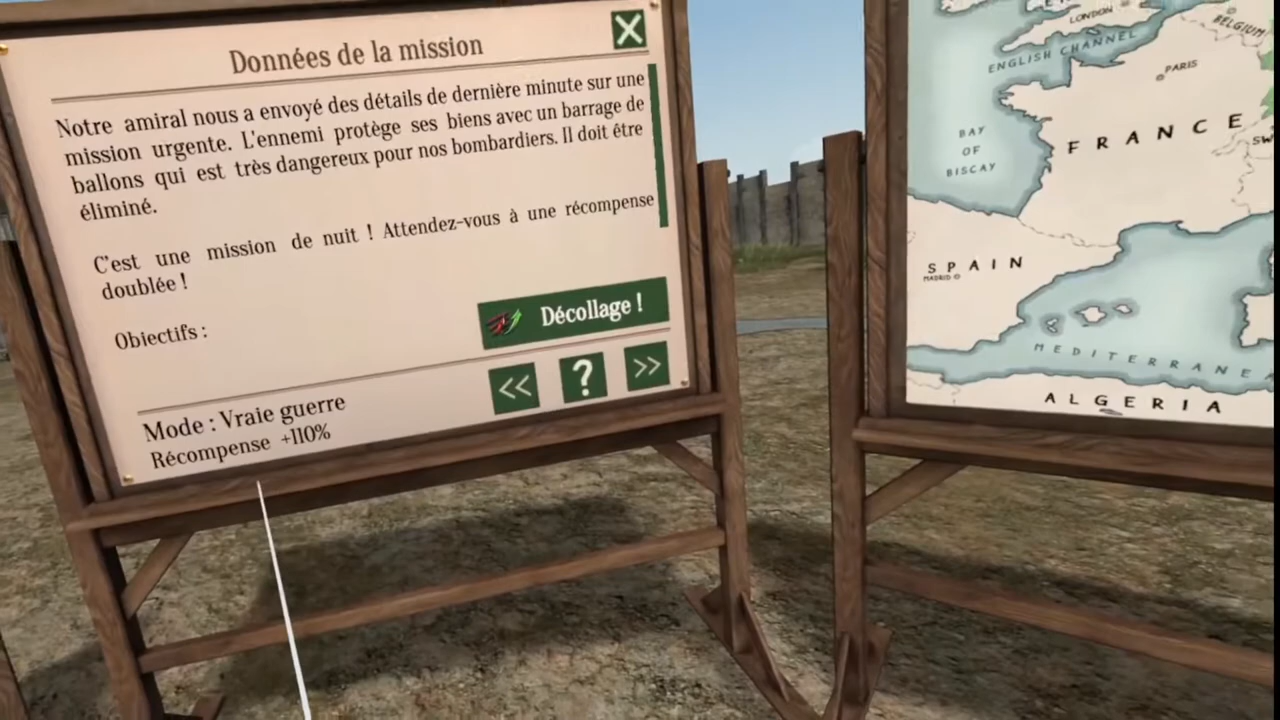 Données de la mission
Notre amiral nous a envoyé des détails de dernière minute sur une
mission urgente. L'ennemi protège ses biens avec un barrage de
ballons qui est très dangereux pour nos bombardiers. Il doit être
éliminé.
C'est une mission de nuit ! Attendez-vous à une récompense
doublée !
Objectifs :
Décollage !
<<
?
>>
Mode : Vraie guerre
Récompense +110%
LONDON
BELGIUM
ENGLISH CHANNEL
PARIS
FRANCE
BAY
OF
BISCAY
SPAIN
MADRID
MEDITERRANEA
ALGERIA